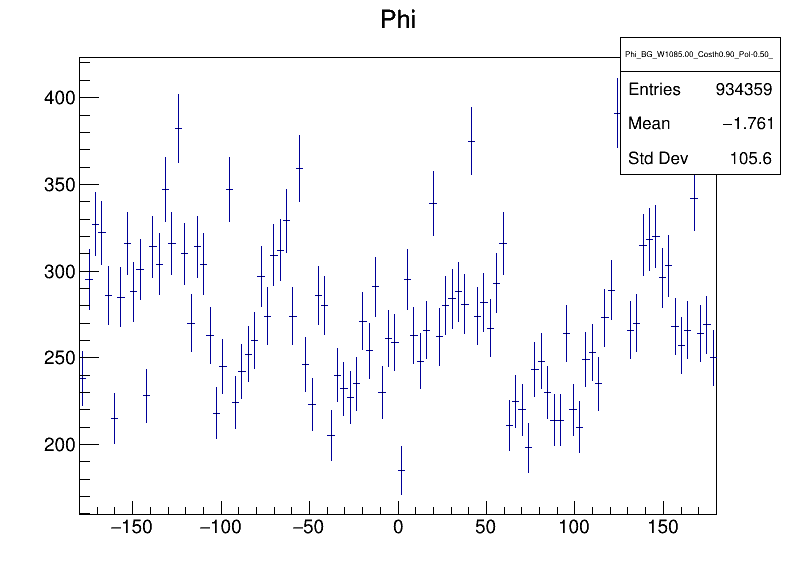 Phi
Phi_BG_W1085.00_Costh0.90_Pol-0.50_
Entries 934359
Mean −1.761
Std Dev 105.6
400
350
300
250
200
−150 −100 −50 0 50 100 150